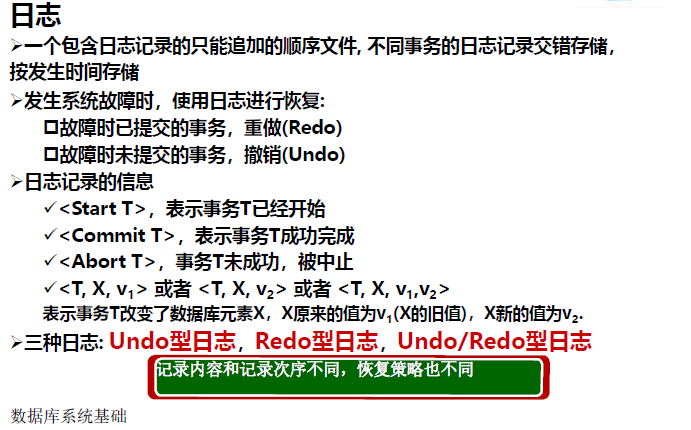 日志
➢一个包含日志记录的只能追加的顺序文件, 不同事务的日志记录交错存储，
按发生时间存储
➢发生系统故障时，使用日志进行恢复:
❑故障时已提交的事务，重做(Redo)
❑故障时未提交的事务，撤销(Undo)
➢日志记录的信息
✓<Start T>，表示事务T已经开始
✓<Commit T>，表示事务T成功完成
✓<Abort T>，事务T未成功，被中止
✓<T, X, v₁> 或者 <T, X, v₂> 或者 <T, X, v₁,v₂>
表示事务T改变了数据库元素X，X原来的值为v₁(X的旧值)，X新的值为v₂.
➢三种日志: Undo型日志，Redo型日志，Undo/Redo型日志
记录内容和记录次序不同，恢复策略也不同
数据库系统基础